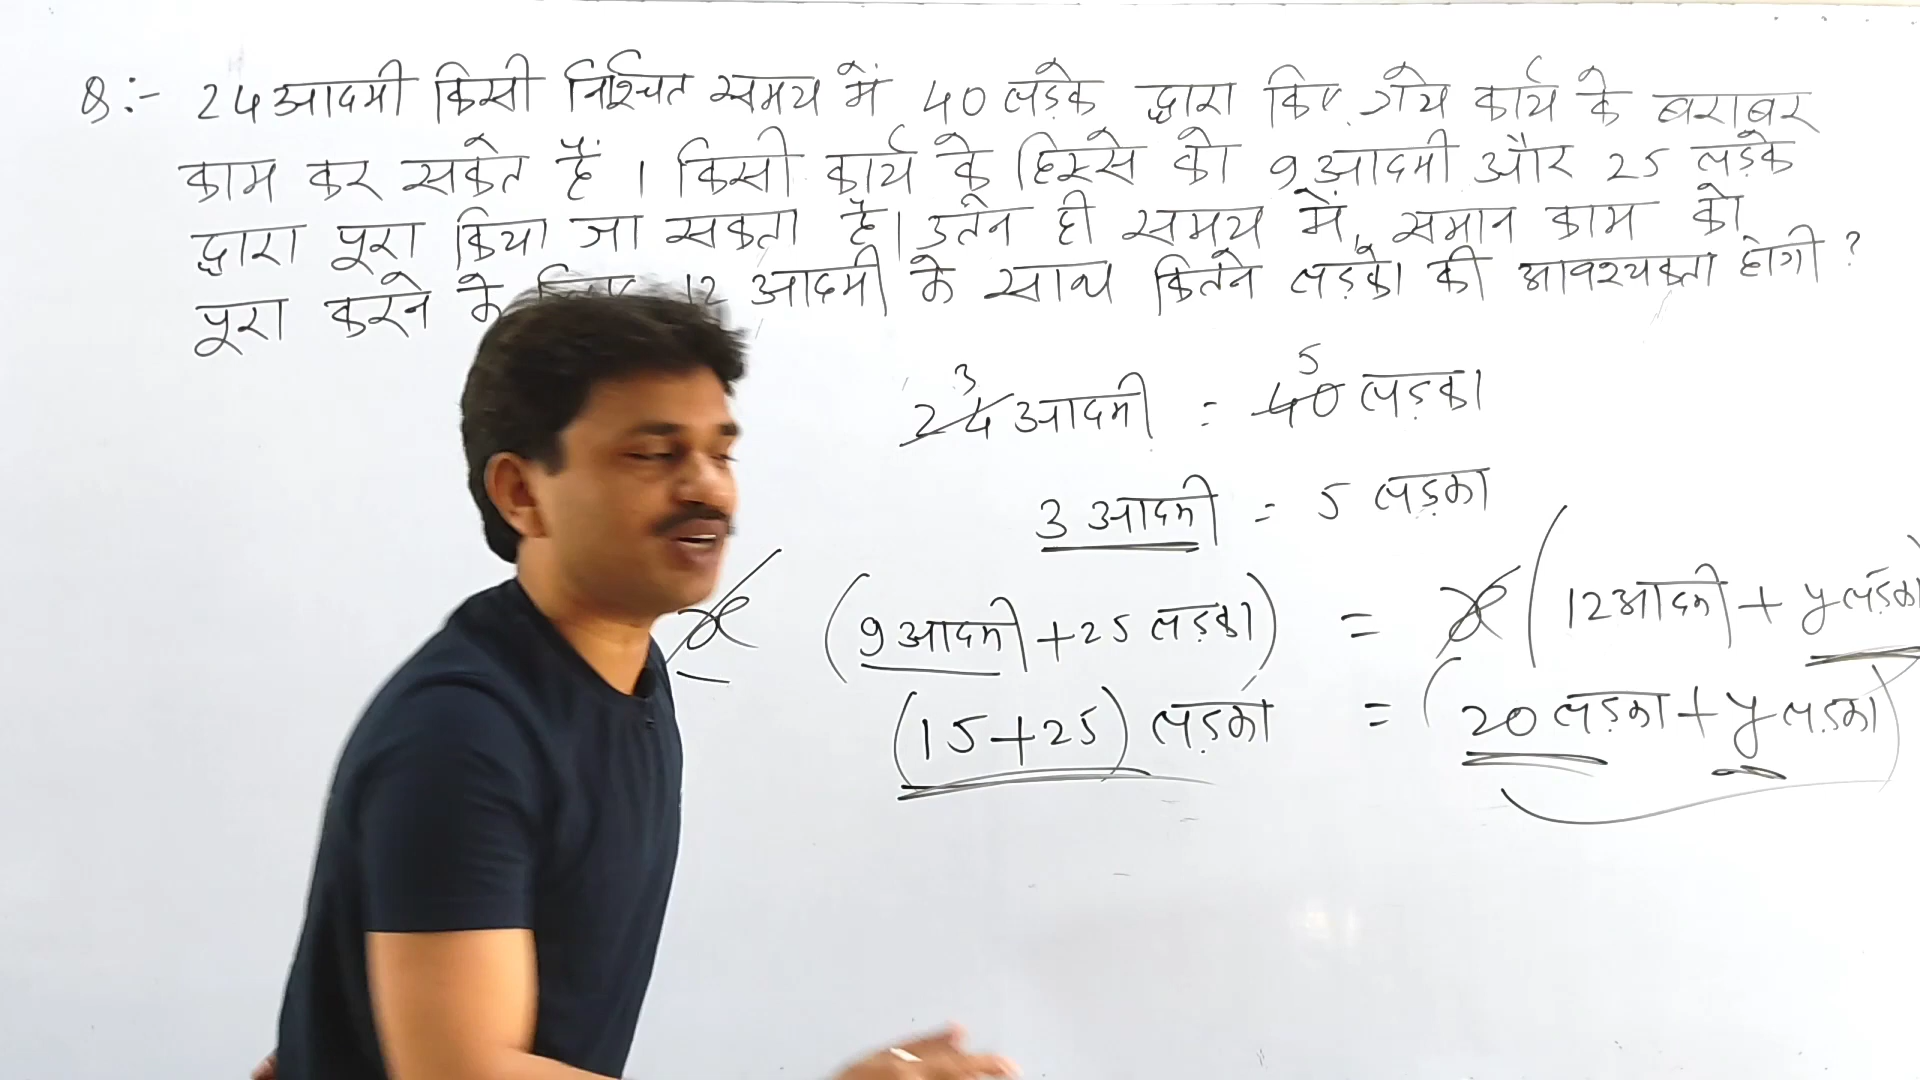 Q:- 24 आदमी किसी निश्चित समय में 40 लड़के द्वारा किए गये कार्य के बराबर
काम कर सकते हैं । किसी कार्य के हिस्से को 9 आदमी और 25 लड़के
द्वारा पूरा किया जा सकता है। उतने ही समय में, समान काम को
पूरा करने के लिए 12 आदमी के साथ कितने लड़को की आवश्यकता होगी ?
3 5
24 आदमी = 40 लड़का
3 आदमी = 5 लड़का
x (9 आदमी + 25 लड़का) = x (12 आदमी + y लड़का)
(15+25) लड़का = (20 लड़का + y लड़का)